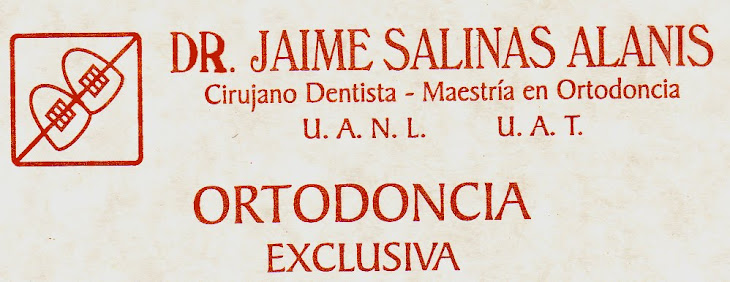 DR. JAIME SALINAS ALANIS
Cirujano Dentista - Maestría en Ortodoncia
U. A. N. L. U. A. T.
ORTODONCIA
EXCLUSIVA